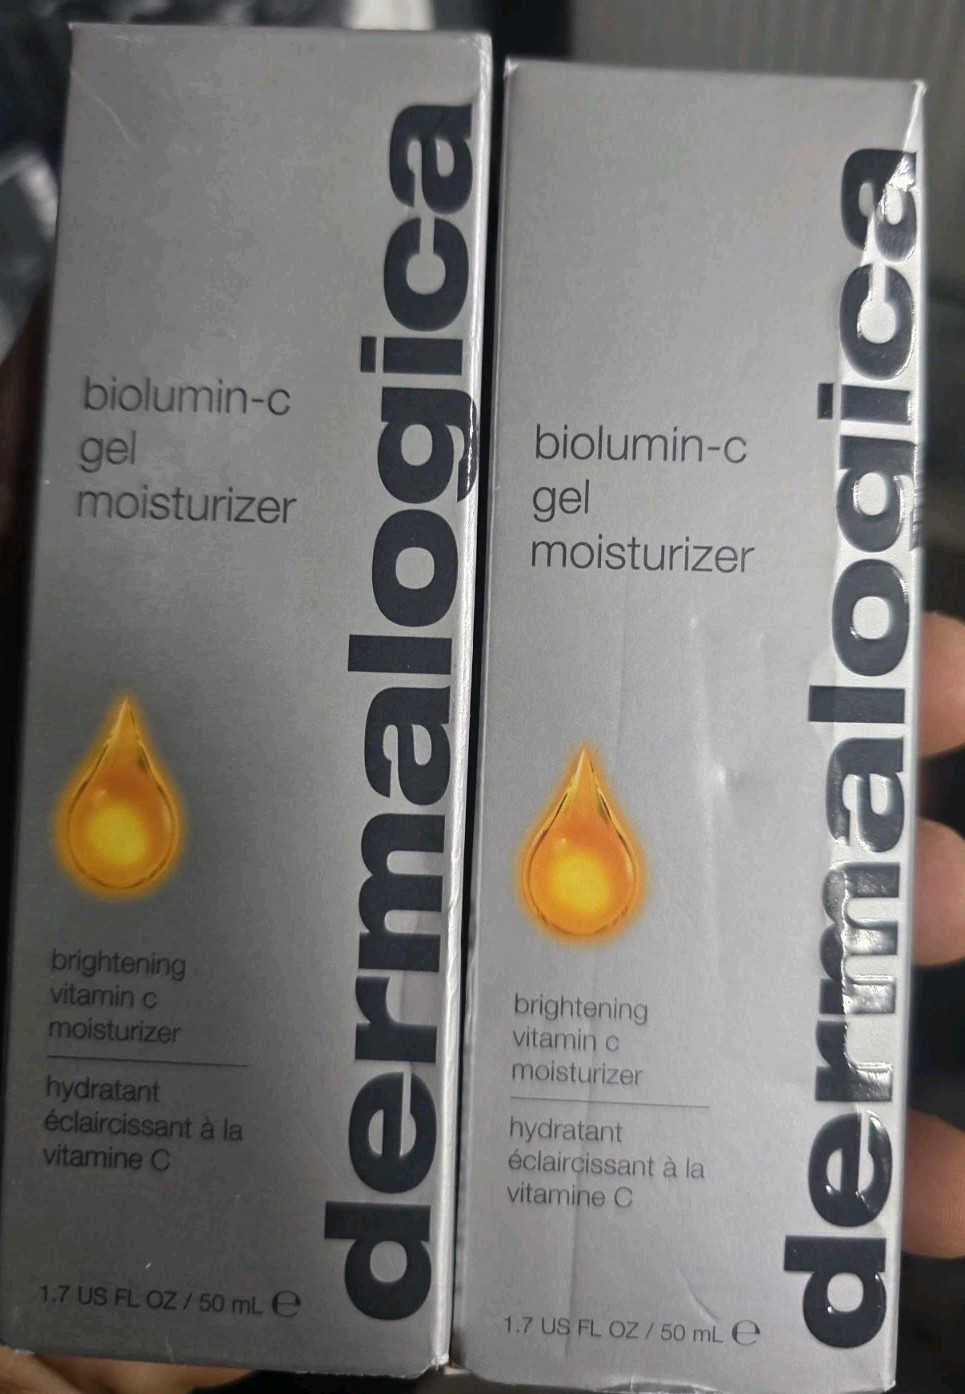 biolumin-c
gel
moisturizer
brightening
vitamin c
moisturizer
hydratant
éclaircissant à la
vitamine C
1.7 US FL OZ / 50 mL ℮
dermalogica
biolumin-c
gel
moisturizer
brightening
vitamin c
moisturizer
hydratant
éclaircissant à la
vitamine C
1.7 US FL OZ / 50 mL ℮
dermalogica